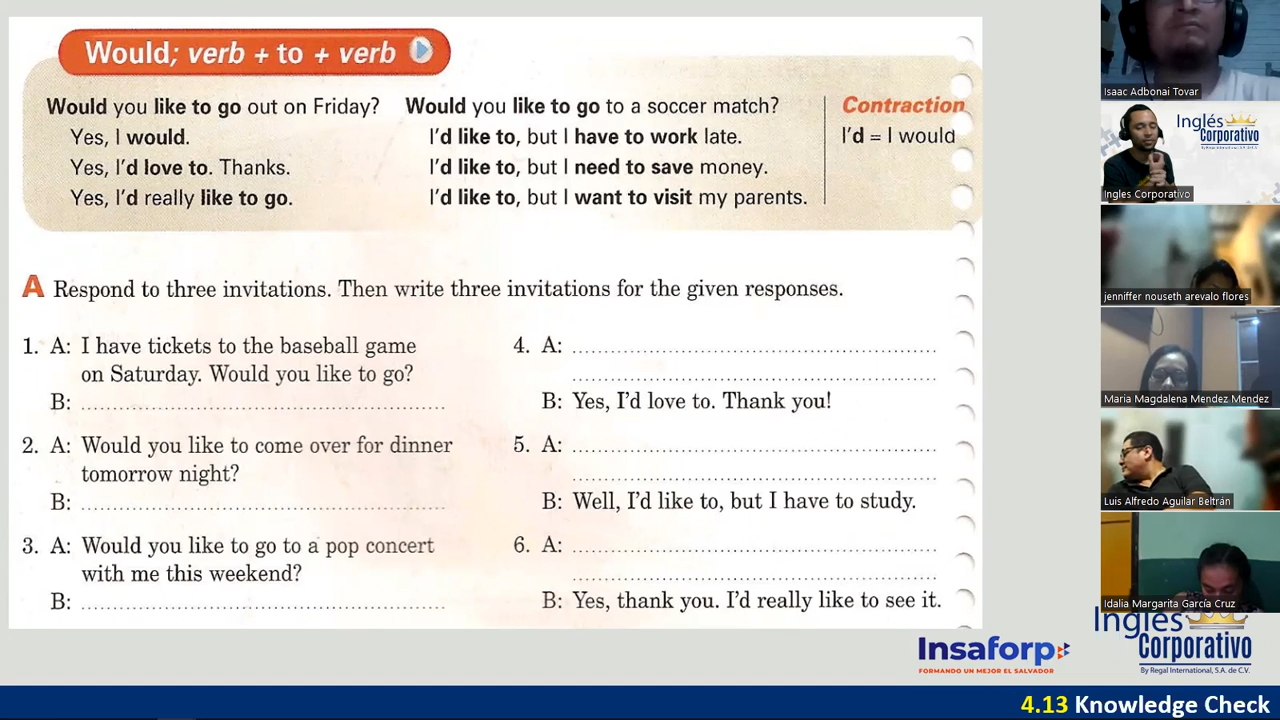 Would; verb + to + verb
Would you like to go out on Friday?
Yes, I would.
Yes, I'd love to. Thanks.
Yes, I'd really like to go.
Would you like to go to a soccer match?
I'd like to, but I have to work late.
I'd like to, but I need to save money.
I'd like to, but I want to visit my parents.
Contraction
I'd = I would
A Respond to three invitations. Then write three invitations for the given responses.
1. A: I have tickets to the baseball game
on Saturday. Would you like to go?
B:
2. A: Would you like to come over for dinner
tomorrow night?
B:
3. A: Would you like to go to a pop concert
with me this weekend?
B:
4. A:
B: Yes, I'd love to. Thank you!
5. A:
B: Well, I'd like to, but I have to study.
6. A:
B: Yes, thank you. I'd really like to see it.
Isaac Adbonai Tovar
Inglés
Corporativo
By Regal International, S.A. de C.V.
Ingles Corporativo
jenniffer nouseth arevalo flores
Maria Magdalena Mendez Mendez
Luis Alfredo Aguilar Beltrán
Idalia Margarita García Cruz
Insaforp
FORMANDO UN MEJOR EL SALVADOR
Inglés
Corporativo
By Regal International, S.A. de C.V.
4.13 Knowledge Check